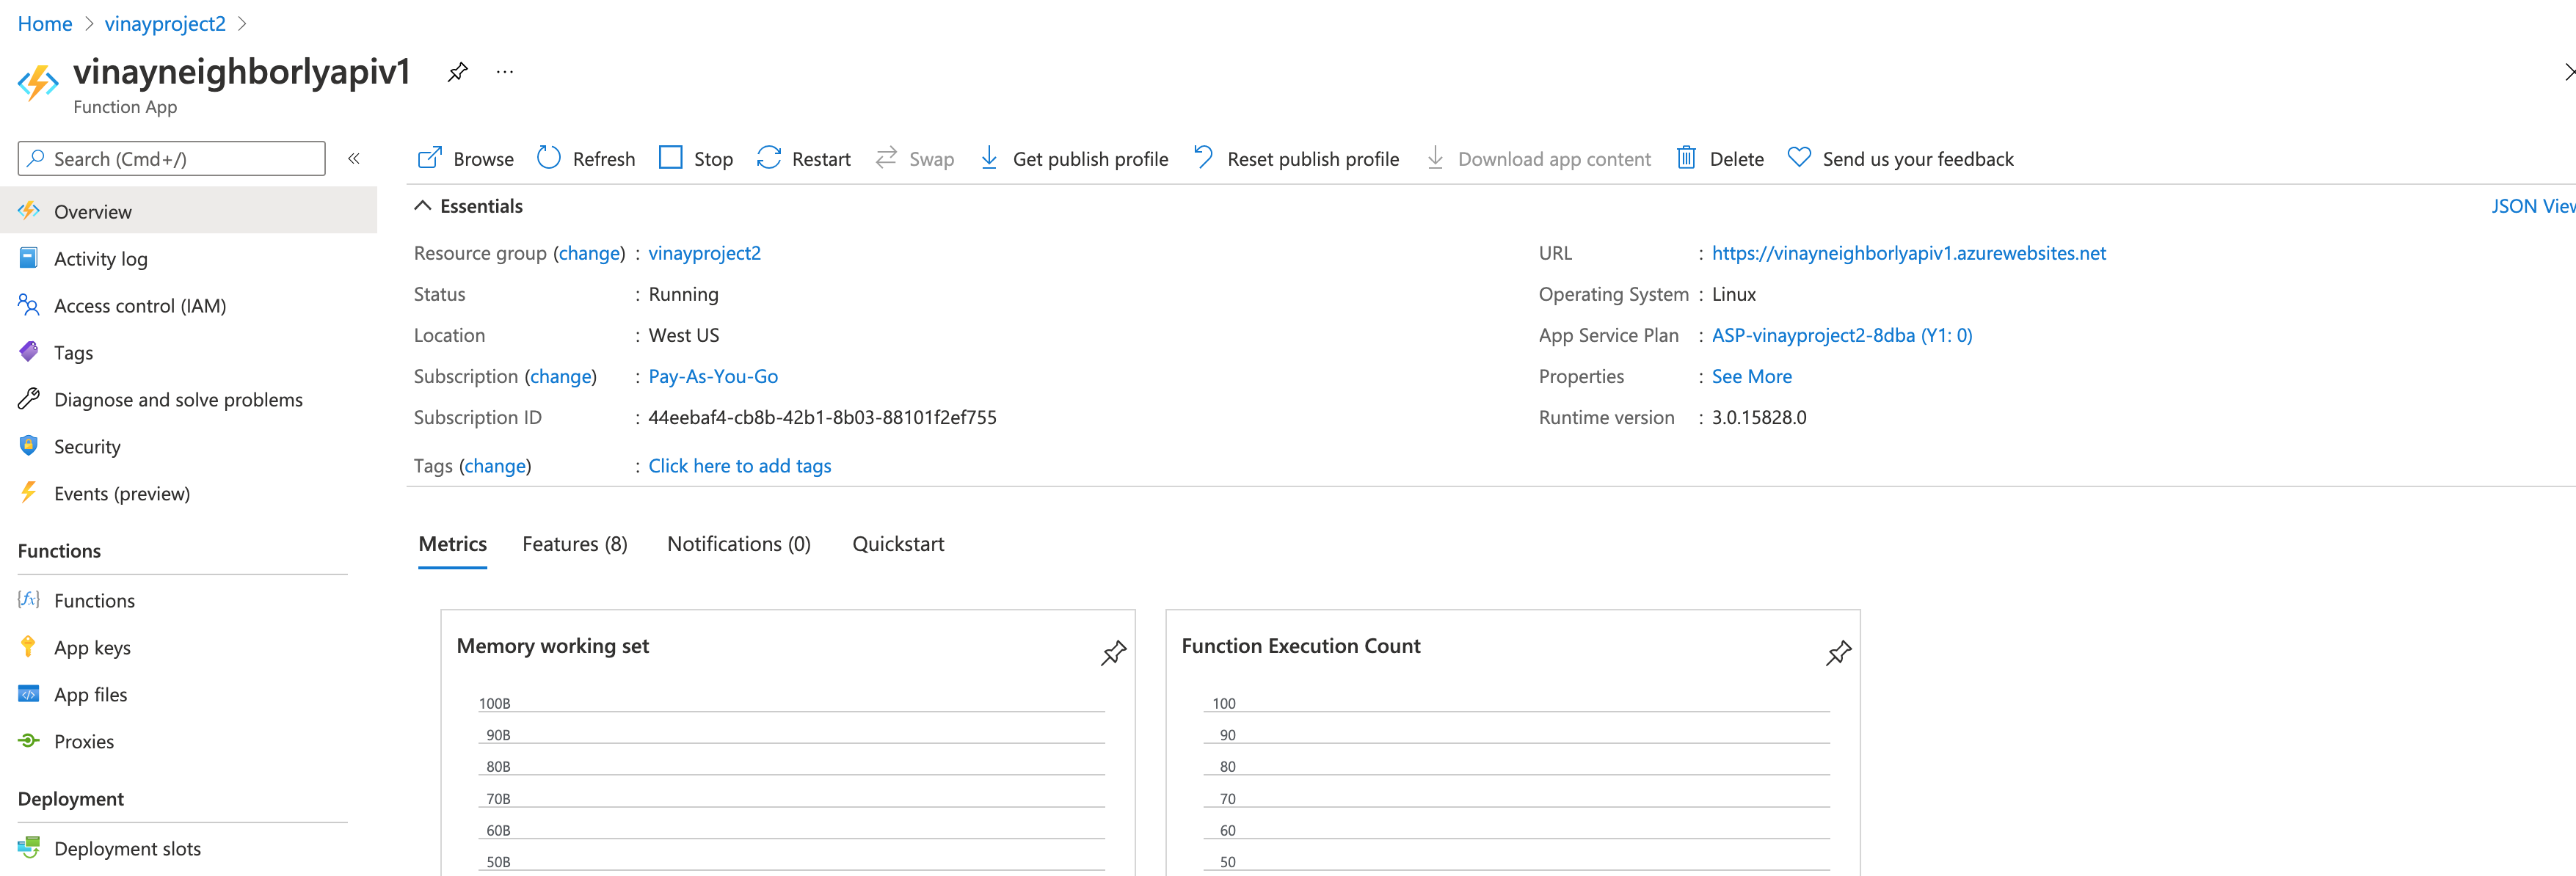 Home > vinayproject2 >
vinayneighborlyapiv1
Function App
Search (Cmd+/)
Browse Refresh Stop Restart Swap Get publish profile Reset publish profile Download app content Delete Send us your feedback
Overview
Activity log
Access control (IAM)
Tags
Diagnose and solve problems
Security
Events (preview)
Functions
Functions
App keys
App files
Proxies
Deployment
Deployment slots
Essentials
JSON View
Resource group (change) : vinayproject2
Status : Running
Location : West US
Subscription (change) : Pay-As-You-Go
Subscription ID : 44eebaf4-cb8b-42b1-8b03-88101f2ef755
Tags (change) : Click here to add tags
URL : https://vinayneighborlyapiv1.azurewebsites.net
Operating System : Linux
App Service Plan : ASP-vinayproject2-8dba (Y1: 0)
Properties : See More
Runtime version : 3.0.15828.0
Metrics Features (8) Notifications (0) Quickstart
Memory working set
100B
90B
80B
70B
60B
50B
Function Execution Count
100
90
80
70
60
50